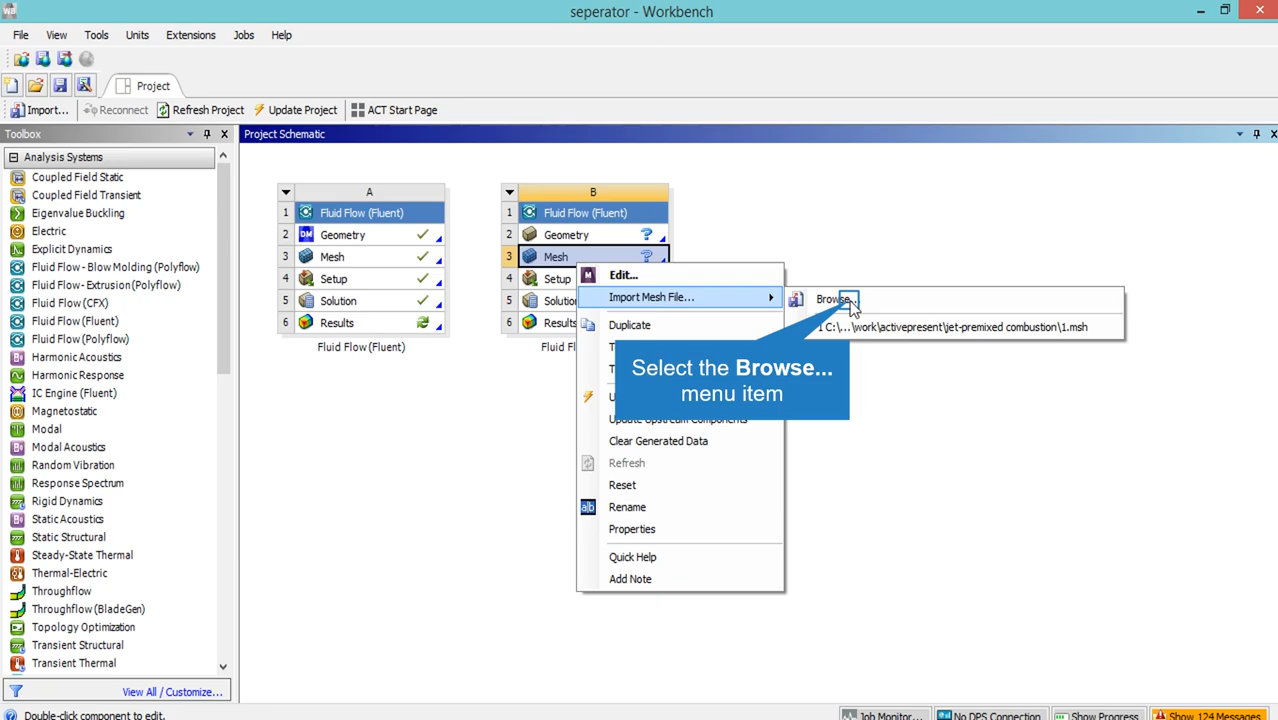 seperator - Workbench
File View Tools Units Extensions Jobs Help
Project
Import... Reconnect Refresh Project Update Project ACT Start Page
Toolbox
Project Schematic
Analysis Systems
Coupled Field Static
Coupled Field Transient
Eigenvalue Buckling
Electric
Explicit Dynamics
Fluid Flow - Blow Molding (Polyflow)
Fluid Flow - Extrusion (Polyflow)
Fluid Flow (CFX)
Fluid Flow (Fluent)
Fluid Flow (Polyflow)
Harmonic Acoustics
Harmonic Response
IC Engine (Fluent)
Magnetostatic
Modal
Modal Acoustics
Random Vibration
Response Spectrum
Rigid Dynamics
Static Acoustics
Static Structural
Steady-State Thermal
Thermal-Electric
Throughflow
Throughflow (BladeGen)
Topology Optimization
Transient Structural
Transient Thermal
View All / Customize...
A
1 Fluid Flow (Fluent)
2 DM Geometry
3 Mesh
4 Setup
5 Solution
6 Results
Fluid Flow (Fluent)
B
1 Fluid Flow (Fluent)
2 Geometry
3 Mesh
4 Setup
5 Solution
6 Results
Fluid Fl
Edit...
Import Mesh File...
Duplicate
Update Upstream Components
Clear Generated Data
Refresh
Reset
Rename
Properties
Quick Help
Add Note
Browse...
1 C:\...\work\activepresent\jet-premixed combustion\1.msh
Select the Browse...
menu item
Double-click component to edit.
Job Monitor... No DPS Connection Show Progress Show 124 Messages